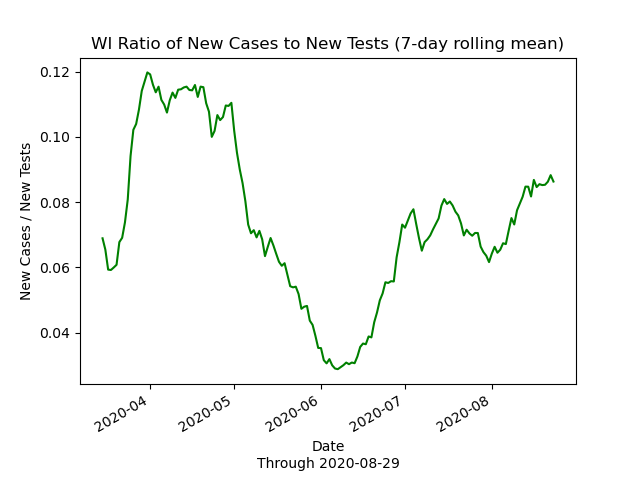 WI Ratio of New Cases to New Tests (7-day rolling mean)
New Cases / New Tests
0.12
0.10
0.08
0.06
0.04
2020-04
2020-05
2020-06
2020-07
2020-08
Date
Through 2020-08-29